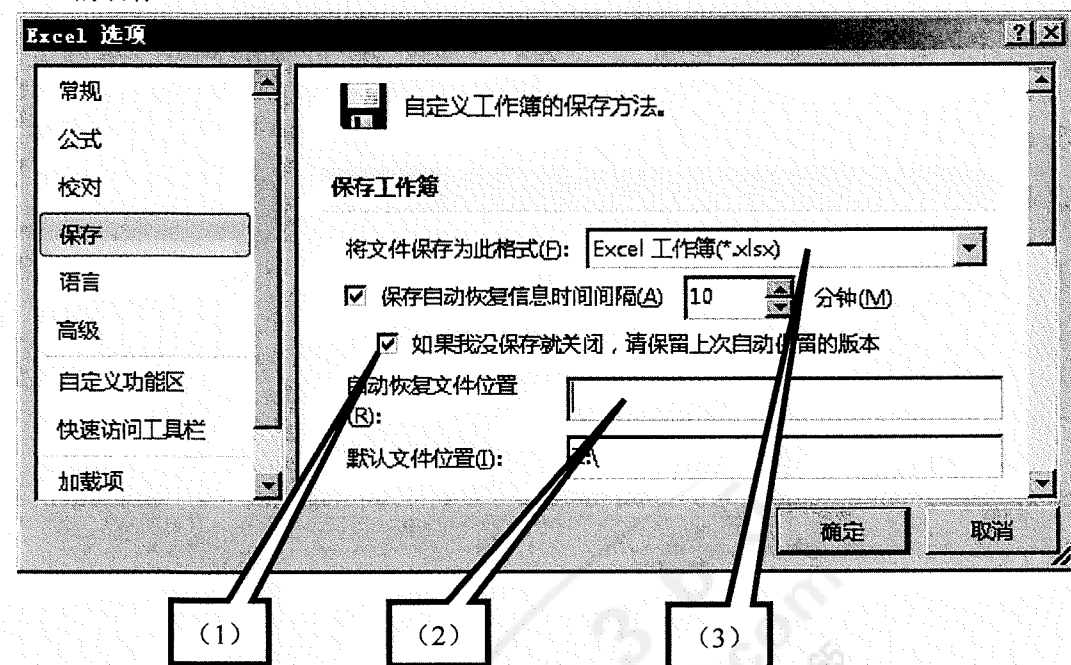 Excel 选项
常规
公式
校对
保存
语言
高级
自定义功能区
快速访问工具栏
加载项
自定义工作簿的保存方法。
保存工作簿
将文件保存为此格式(F): Excel 工作簿(*.xlsx)
保存自动恢复信息时间间隔(A) 10 分钟(M)
如果我没保存就关闭，请保留上次自动保留的版本
自动恢复文件位置
(R):
默认文件位置(I):
确定 取消
(1) (2) (3)